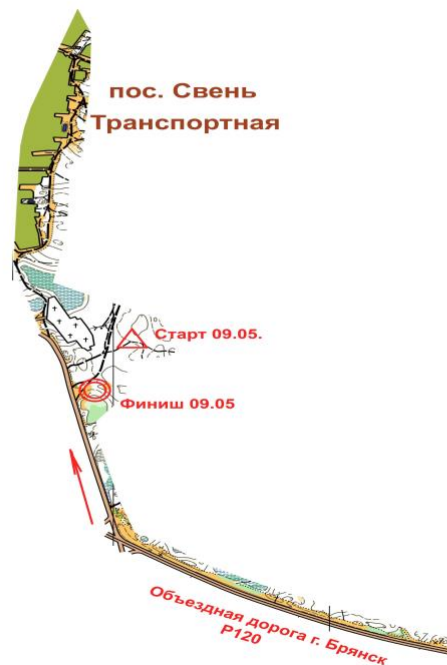 пос. Свень
Транспортная
Старт 09.05.
Финиш 09.05
Объездная дорога г. Брянск
Р120